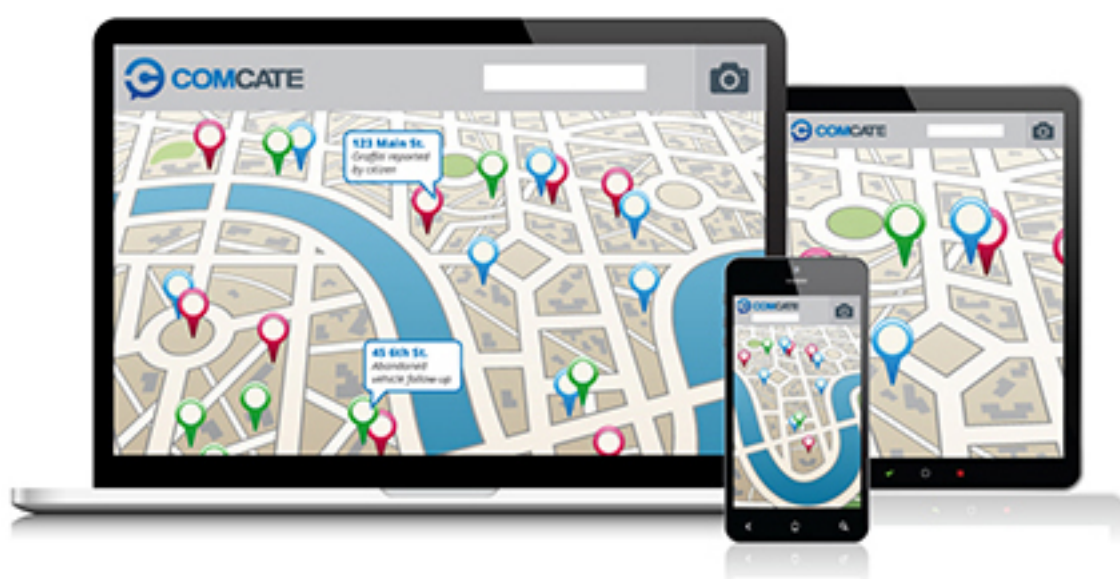 COMCATE
123 Main St.
Graffiti reported
by citizen
45 6th St.
Abandoned
vehicle follow-up
COMCATE
COMCATE